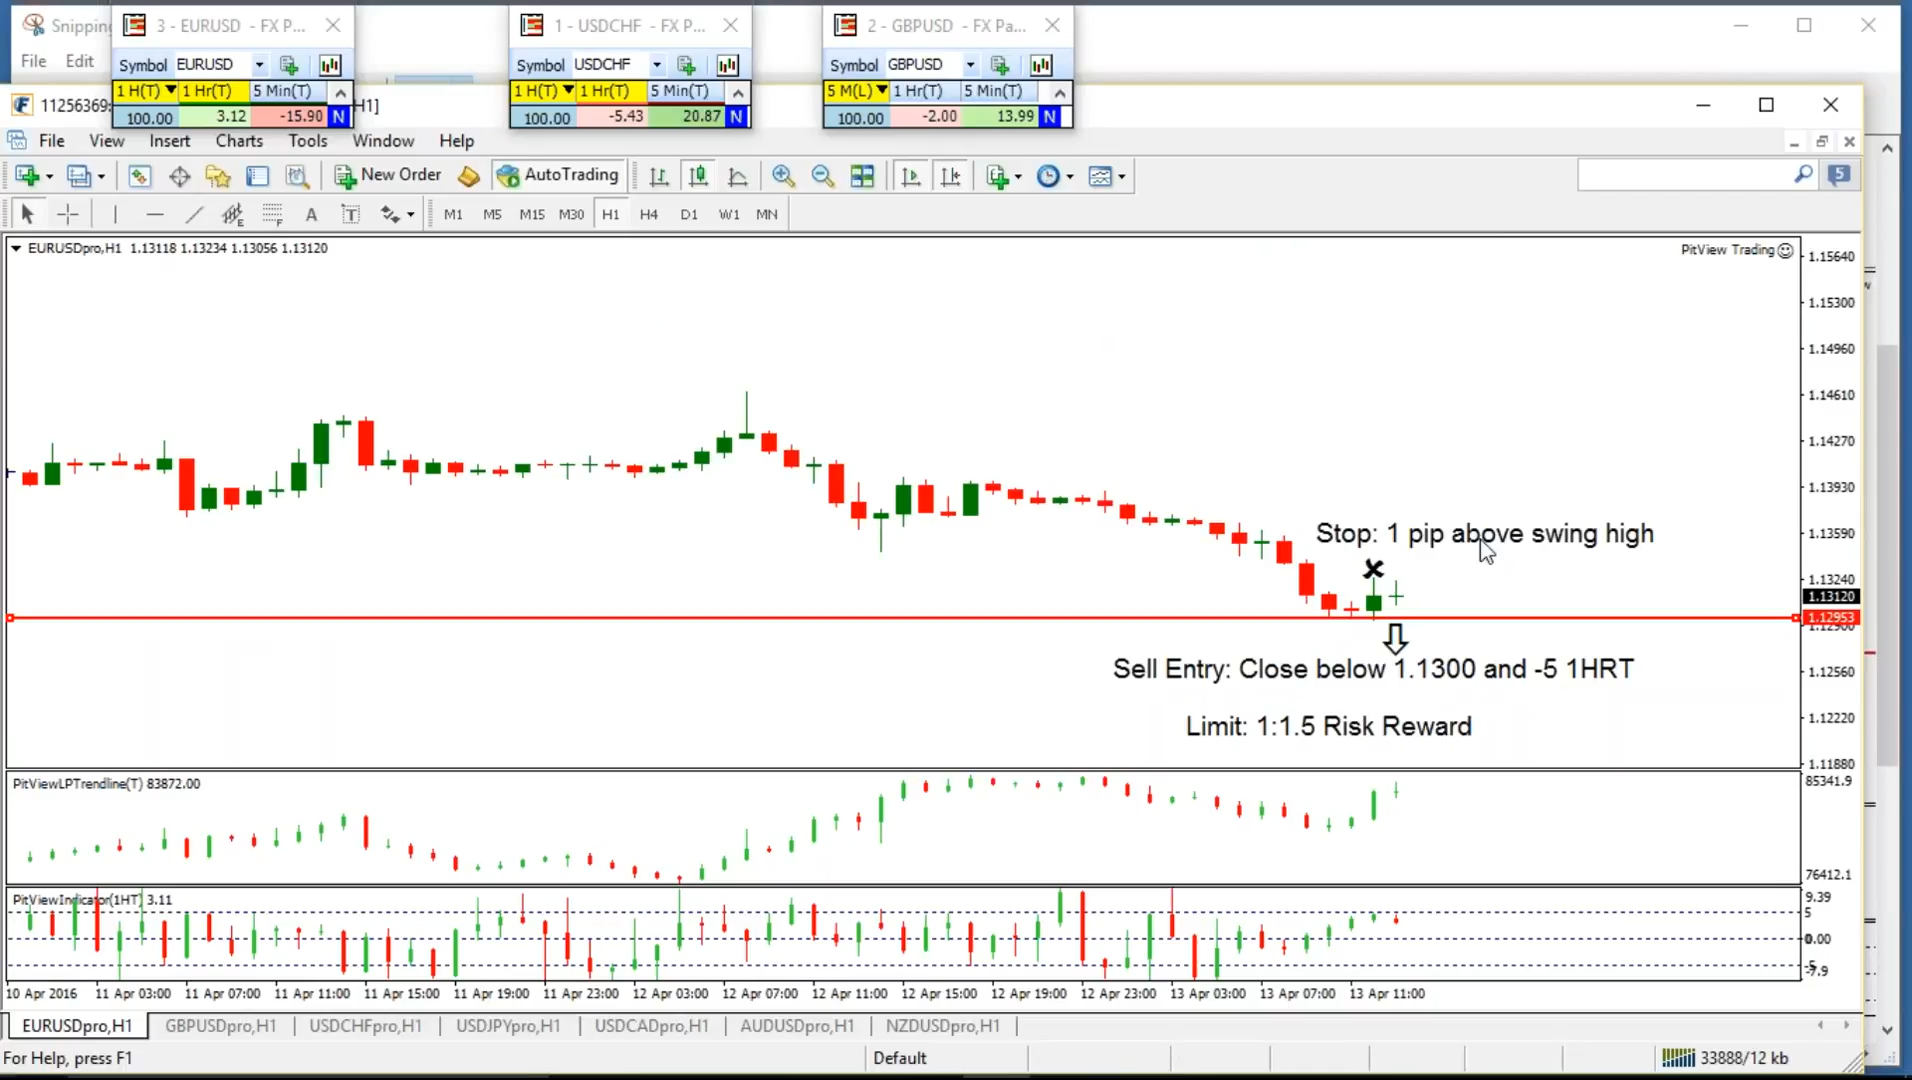 Snipping
3 - EURUSD - FX P...
1 - USDCHF - FX P...
2 - GBPUSD - FX Pa...
File Edit
Symbol EURUSD
Symbol USDCHF
Symbol GBPUSD
1 H(T) 1 Hr(T) 5 Min(T)
1 H(T) 1 Hr(T) 5 Min(T)
5 M(L) 1 Hr(T) 5 Min(T)
100.00 3.12 -15.90 N
100.00 -5.43 20.87 N
100.00 -2.00 13.99 N
11256369: H1]
File View Insert Charts Tools Window Help
New Order AutoTrading 5
A T M1 M5 M15 M30 H1 H4 D1 W1 MN
EURUSDpro,H1 1.13118 1.13234 1.13056 1.13120
PitView Trading
1.15640
1.15300
1.14960
1.14610
1.14270
1.13930
1.13590
Stop: 1 pip above swing high
1.13240
1.13120
1.12953
1.12900
Sell Entry: Close below 1.1300 and -5 1HRT
1.12560
Limit: 1:1.5 Risk Reward
1.12220
1.11880
PitViewLPTrendline(T) 83872.00
85341.9
76412.1
PitViewIndicator(1HT) 3.11
9.39
5
0.00
-5
-7.9
10 Apr 2016 11 Apr 03:00 11 Apr 07:00 11 Apr 11:00 11 Apr 15:00 11 Apr 19:00 11 Apr 23:00 12 Apr 03:00 12 Apr 07:00 12 Apr 11:00 12 Apr 15:00 12 Apr 19:00 12 Apr 23:00 13 Apr 03:00 13 Apr 07:00 13 Apr 11:00
EURUSDpro,H1 GBPUSDpro,H1 USDCHFpro,H1 USDJPYpro,H1 USDCADpro,H1 AUDUSDpro,H1 NZDUSDpro,H1
For Help, press F1 Default 33888/12 kb